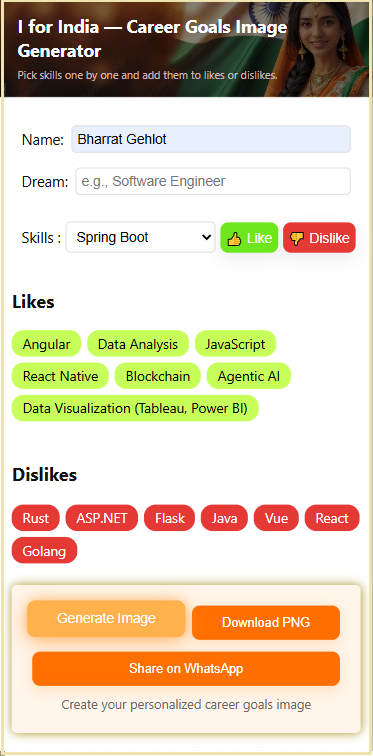 I for India — Career Goals Image
Generator
Pick skills one by one and add them to likes or dislikes.
Name: Bharrat Gehlot
Dream: e.g., Software Engineer
Skills : Spring Boot 👍 Like 👎 Dislike
Likes
Angular Data Analysis JavaScript
React Native Blockchain Agentic AI
Data Visualization (Tableau, Power BI)
Dislikes
Rust ASP.NET Flask Java Vue React
Golang
Generate Image Download PNG
Share on WhatsApp
Create your personalized career goals image